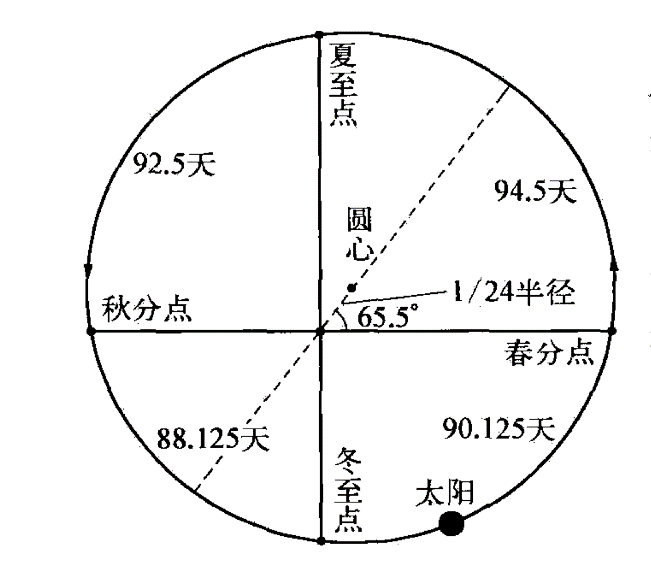 夏至点
92.5天
94.5天
圆心
1/24半径
秋分点
65.5°
春分点
88.125天
90.125天
冬至点
太阳